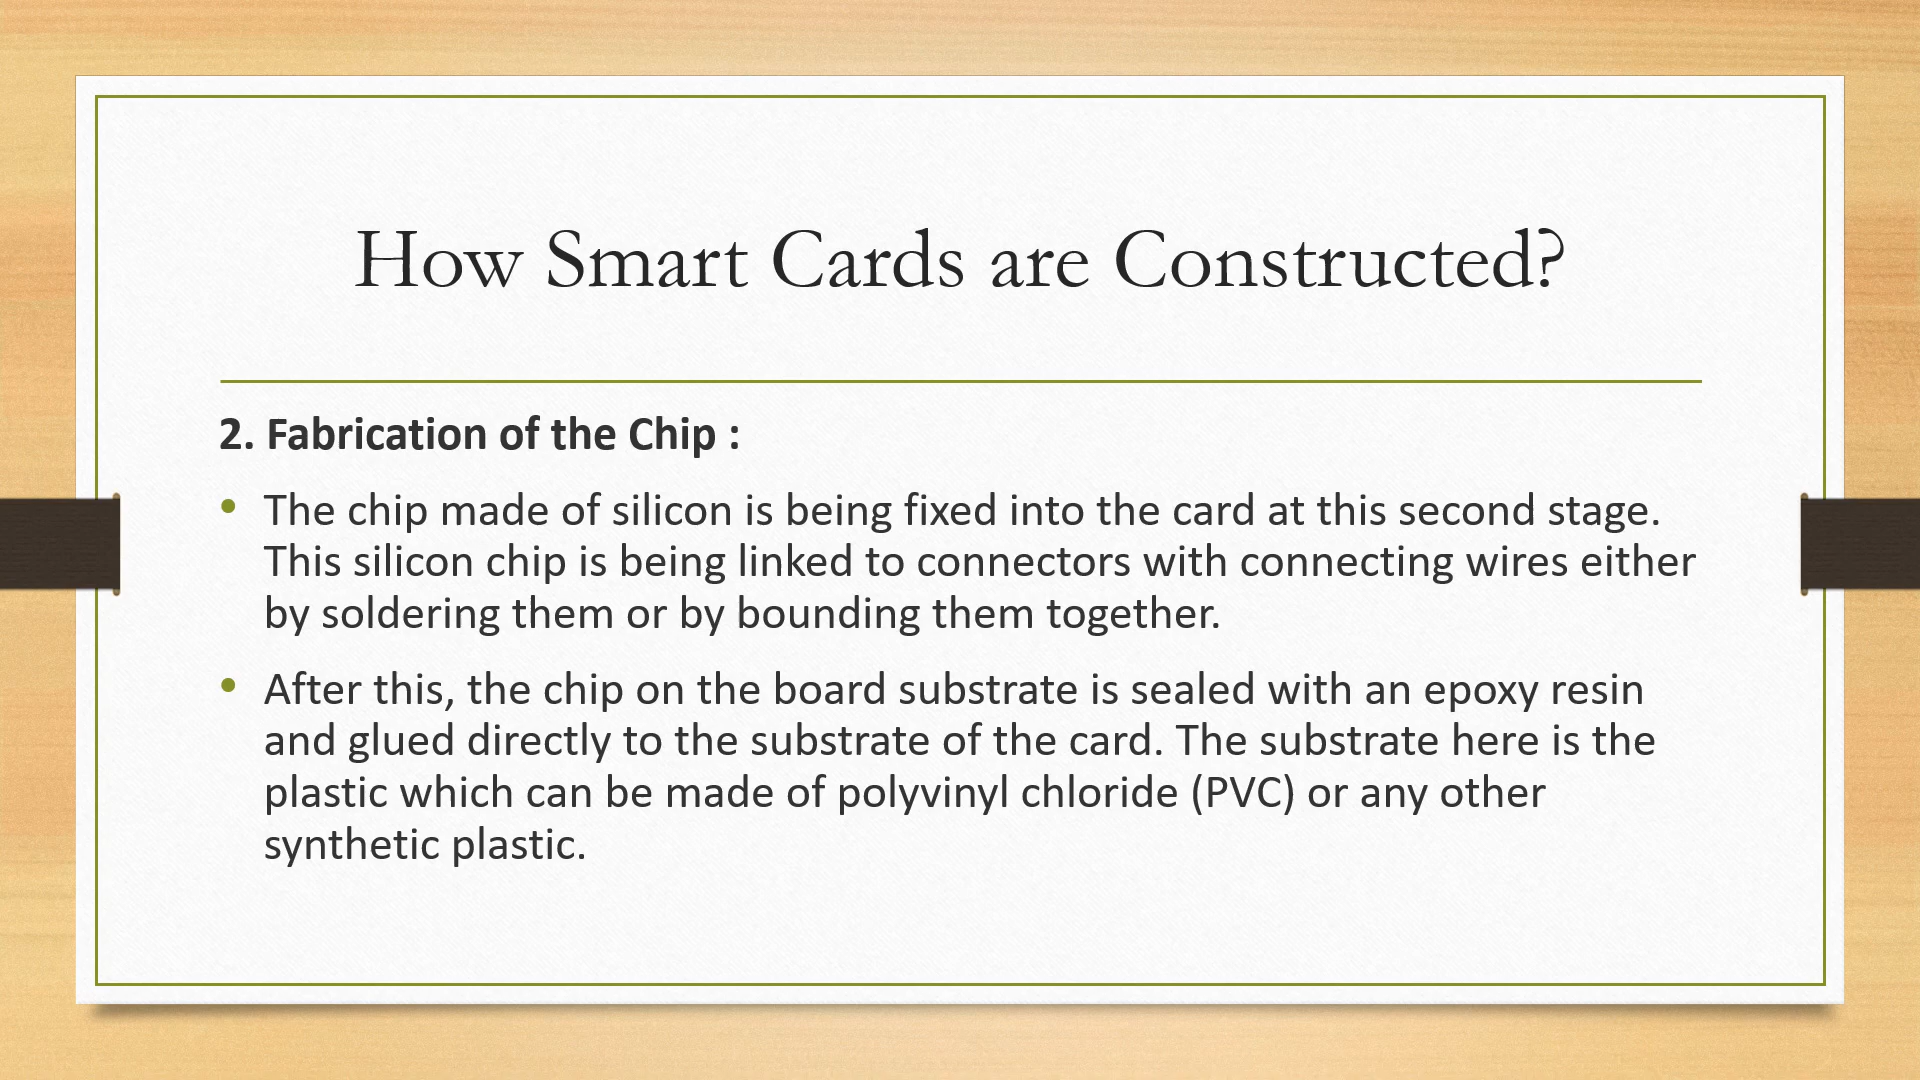 How Smart Cards are Constructed?
2. Fabrication of the Chip :
• The chip made of silicon is being fixed into the card at this second stage.
This silicon chip is being linked to connectors with connecting wires either
by soldering them or by bounding them together.
• After this, the chip on the board substrate is sealed with an epoxy resin
and glued directly to the substrate of the card. The substrate here is the
plastic which can be made of polyvinyl chloride (PVC) or any other
synthetic plastic.